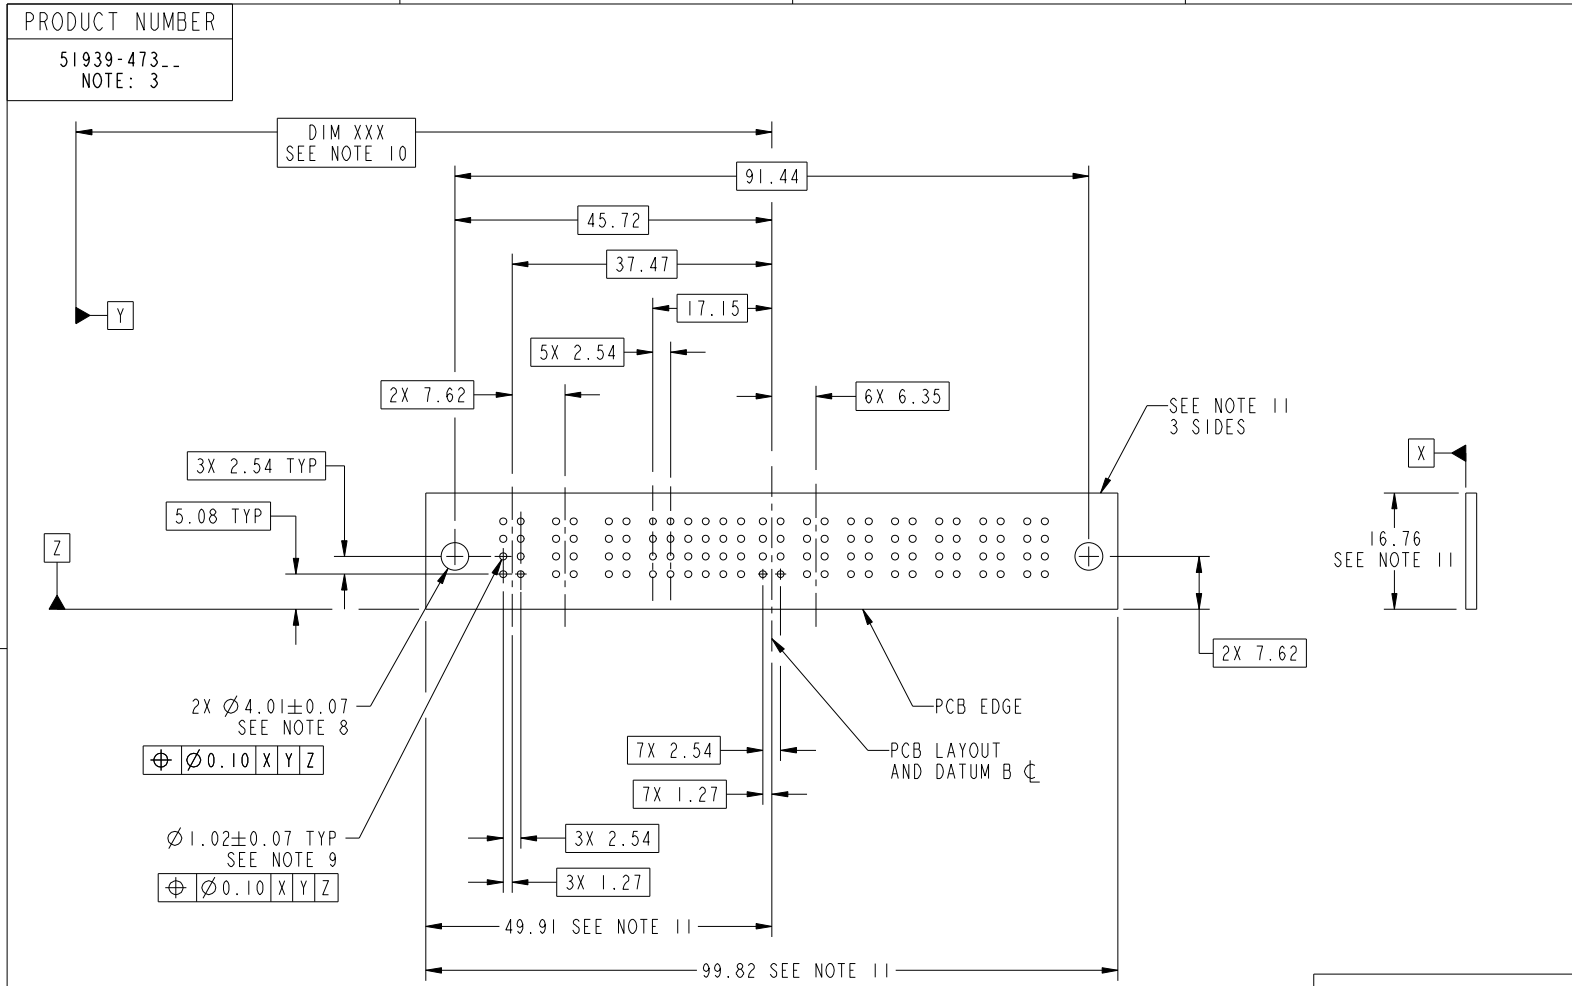 PRODUCT NUMBER
51939-473__
NOTE: 3
DIM XXX
SEE NOTE 10
91.44
45.72
37.47
17.15
Y
5X 2.54
2X 7.62
6X 6.35
SEE NOTE 11
3 SIDES
X
3X 2.54 TYP
5.08 TYP
Z
16.76
SEE NOTE 11
2X 7.62
2X Ø4.01±0.07
SEE NOTE 8
⌖ Ø0.10 X Y Z
PCB EDGE
PCB LAYOUT
AND DATUM B ℄
7X 2.54
7X 1.27
Ø1.02±0.07 TYP
SEE NOTE 9
⌖ Ø0.10 X Y Z
3X 2.54
3X 1.27
49.91 SEE NOTE 11
99.82 SEE NOTE 11